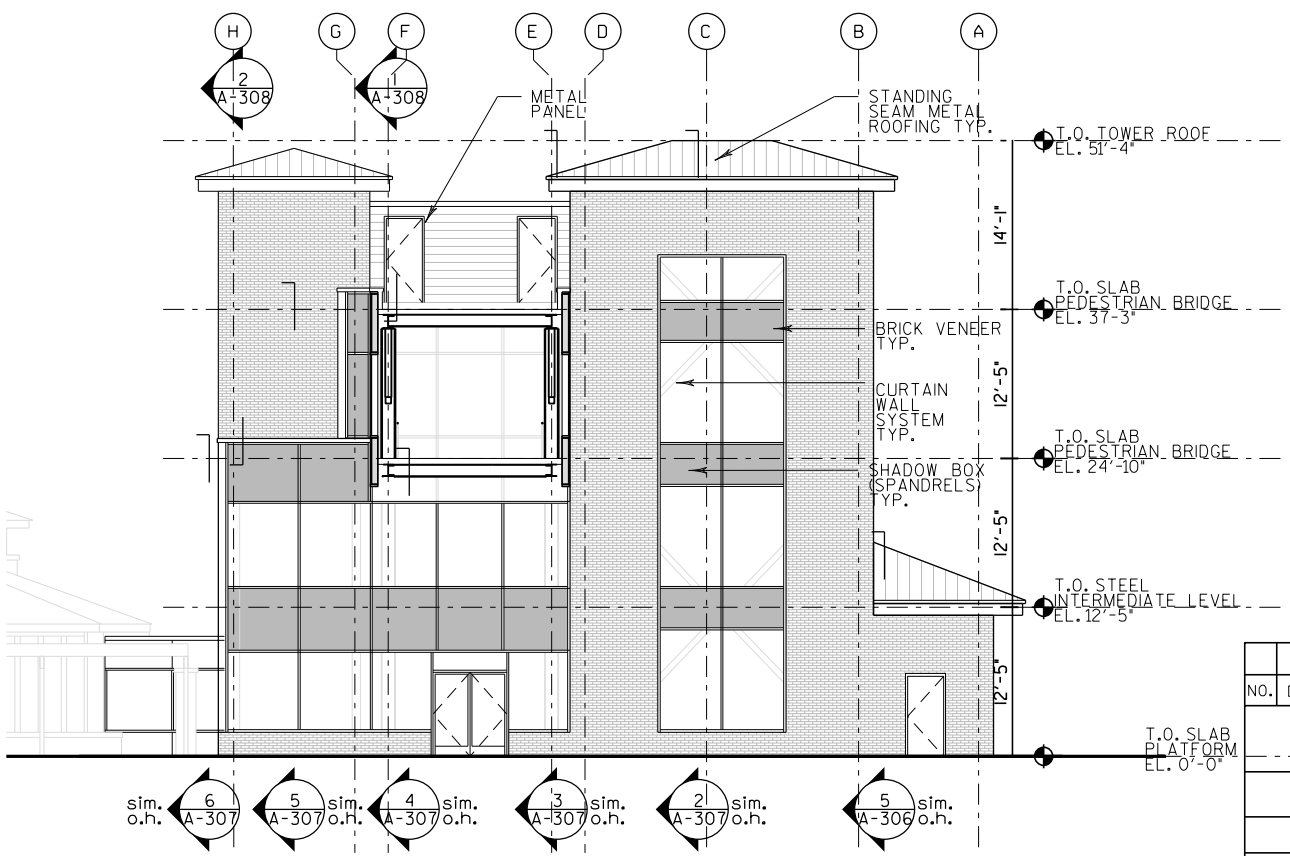 H G F E D C B A
2
A-308
1
A-308
METAL
PANEL
STANDING
SEAM METAL
ROOFING TYP.
T.O. TOWER ROOF
EL. 51'-4"
14'-1"
T.O. SLAB
PEDESTRIAN BRIDGE
EL. 37-3"
BRICK VENEER
TYP.
12'-5"
CURTAIN
WALL
SYSTEM
TYP.
T.O. SLAB
PEDESTRIAN BRIDGE
EL. 24'-10"
SHADOW BOX
(SPANDRELS)
TYP.
12'-5"
T.O. STEEL
INTERMEDIATE LEVEL
EL. 12'-5"
12'-5"
NO.
T.O. SLAB
PLATFORM
EL. 0'-0"
sim.
o.h.
6
A-307
5
A-307
sim.
o.h.
4
A-307
sim.
o.h.
3
A-307
sim.
o.h.
2
A-307
sim.
o.h.
5
A-306
sim.
o.h.